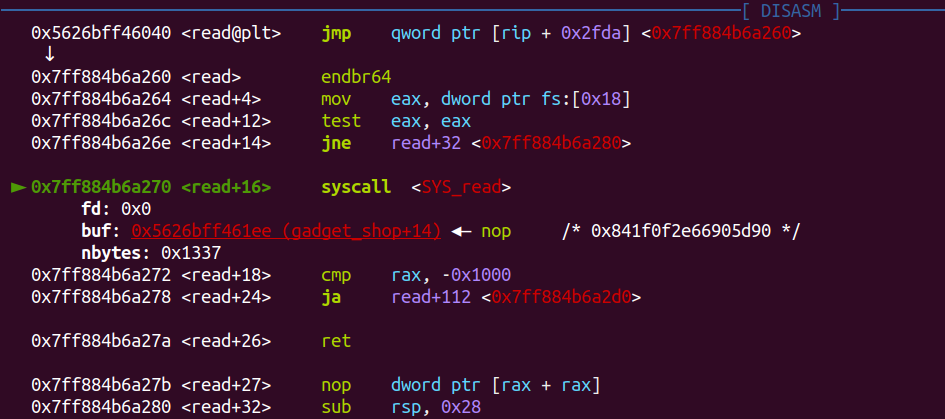 [ DISASM ]
0x5626bff46040 <read@plt> jmp qword ptr [rip + 0x2fda] <0x7ff884b6a260>
↓
0x7ff884b6a260 <read> endbr64
0x7ff884b6a264 <read+4> mov eax, dword ptr fs:[0x18]
0x7ff884b6a26c <read+12> test eax, eax
0x7ff884b6a26e <read+14> jne read+32 <0x7ff884b6a280>
► 0x7ff884b6a270 <read+16> syscall <SYS_read>
fd: 0x0
buf: 0x5626bff461ee (gadget_shop+14) ◂— nop /* 0x841f0f2e66905d90 */
nbytes: 0x1337
0x7ff884b6a272 <read+18> cmp rax, -0x1000
0x7ff884b6a278 <read+24> ja read+112 <0x7ff884b6a2d0>
0x7ff884b6a27a <read+26> ret
0x7ff884b6a27b <read+27> nop dword ptr [rax + rax]
0x7ff884b6a280 <read+32> sub rsp, 0x28